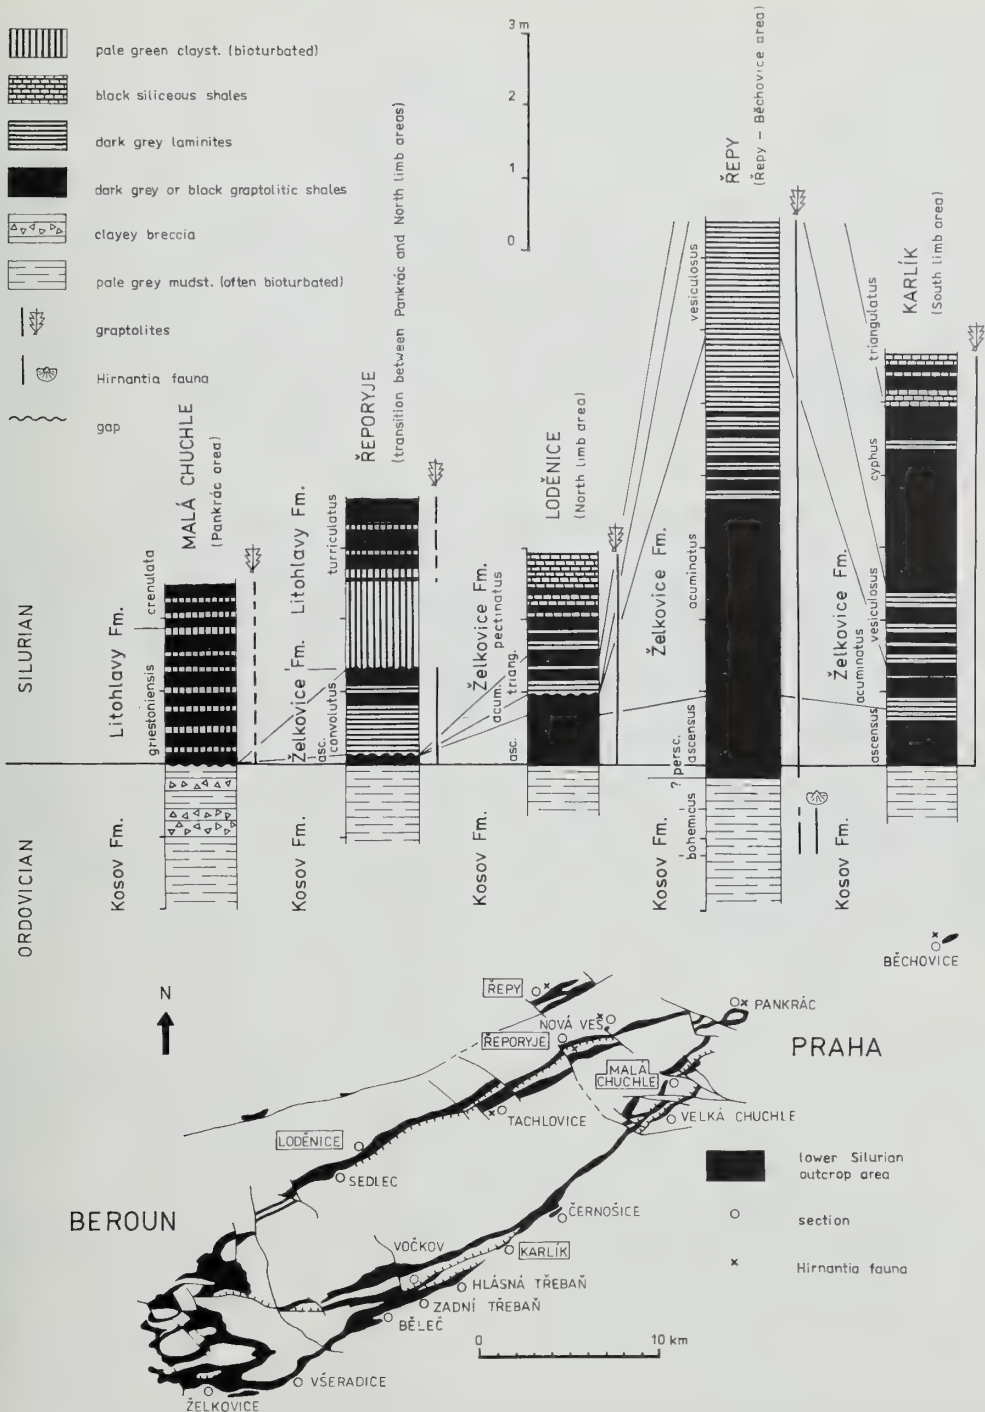 pale green clayst. (bioturbated)
black siliceous shales
dark grey laminites
dark grey or black graptolitic shales
clayey breccia
pale grey mudst. (often bioturbated)
graptolites
Hirnantia fauna
gap
3 m
2
1
0
SILURIAN
ORDOVICIAN
MALÁ CHUCHLE
(Pankrác area)
Litohlavy Fm.
Kosov Fm.
crenulata
griestoniensis
ŘEPORYJE
(transition between Pankrác and North limb areas)
Litohlavy Fm.
Želkovice Fm.
Kosov Fm.
turriculatus
convolutus
asc.
LODĚNICE
(North limb area)
Želkovice Fm.
Kosov Fm.
pectinatus
triang.
acum.
asc.
ŘEPY
(Řepy – Běchovice area)
Želkovice Fm.
Kosov Fm.
vesiculosus
acuminatus
ascensus
? persc.
bohemicus
KARLÍK
(South limb area)
Želkovice Fm.
Kosov Fm.
triangulatus
cyphus
vesiculosus
acuminatus
ascensus
BĚCHOVICE
N
ŘEPY
PANKRÁC
NOVÁ VES
ŘEPORYJE
PRAHA
MALÁ
CHUCHLE
TACHLOVICE
VELKÁ CHUCHLE
LODĚNICE
lower Silurian
outcrop area
SEDLEC
BEROUN
ČERNOŠICE
section
VOČKOV
KARLÍK
Hirnantia fauna
HLÁSNÁ TŘEBAŇ
ZADNÍ TŘEBAŇ
BĚLEČ
0
10 km
VŠERADICE
ŽELKOVICE